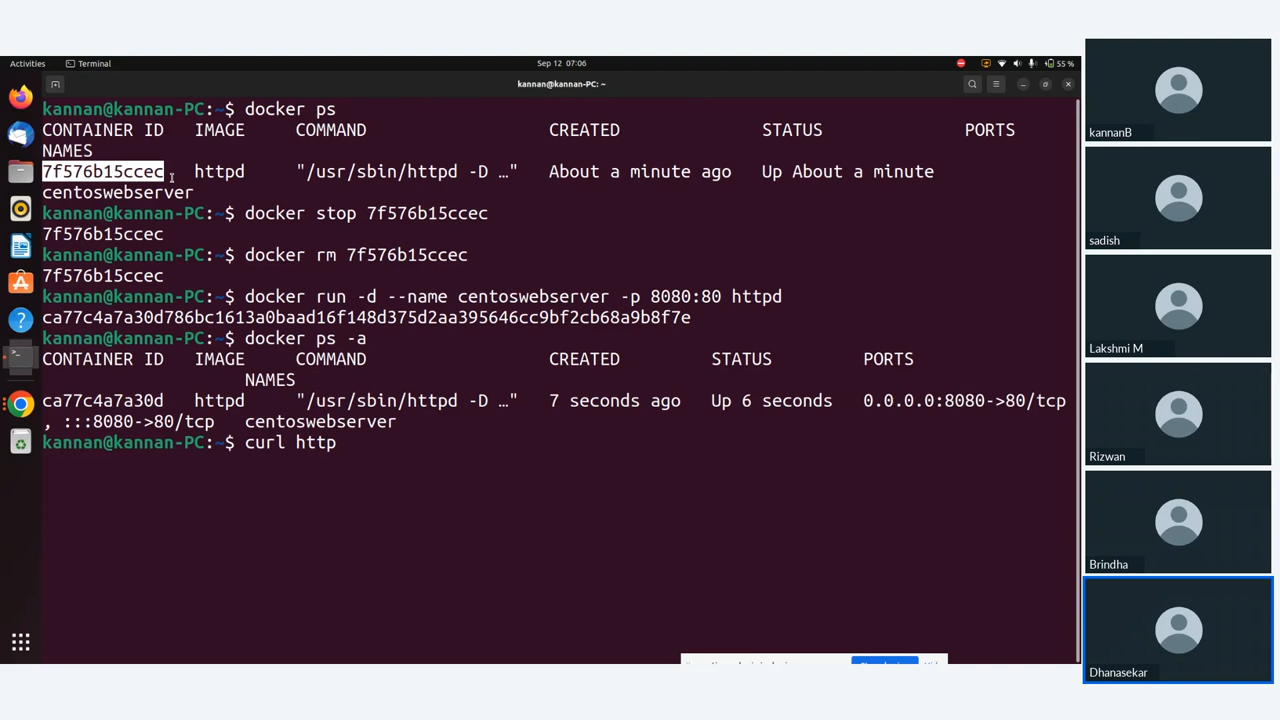 Activities Terminal Sep 12 07:06 55 %
kannan@kannan-PC: ~
kannan@kannan-PC:~$ docker ps
CONTAINER ID IMAGE COMMAND CREATED STATUS PORTS
NAMES
7f576b15ccec httpd "/usr/sbin/httpd -D …" About a minute ago Up About a minute
centoswebserver
kannan@kannan-PC:~$ docker stop 7f576b15ccec
7f576b15ccec
kannan@kannan-PC:~$ docker rm 7f576b15ccec
7f576b15ccec
kannan@kannan-PC:~$ docker run -d --name centoswebserver -p 8080:80 httpd
ca77c4a7a30d786bc1613a0baad16f148d375d2aa395646cc9bf2cb68a9b8f7e
kannan@kannan-PC:~$ docker ps -a
CONTAINER ID IMAGE COMMAND CREATED STATUS PORTS
NAMES
ca77c4a7a30d httpd "/usr/sbin/httpd -D …" 7 seconds ago Up 6 seconds 0.0.0.0:8080->80/tcp
, :::8080->80/tcp centoswebserver
kannan@kannan-PC:~$ curl http
kannanB
sadish
Lakshmi M
Rizwan
Brindha
Dhanasekar